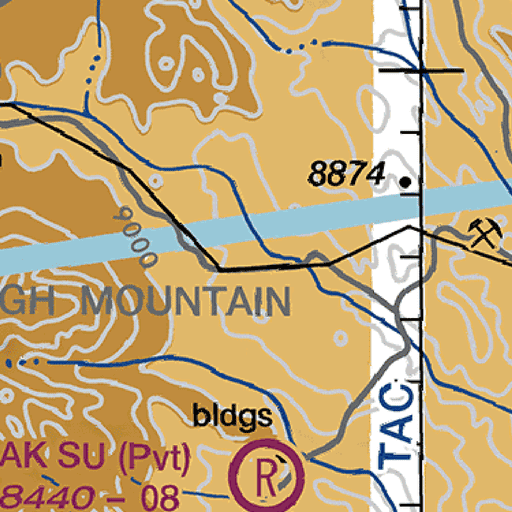 8874
9000
GH MOUNTAIN
bldgs
TAC
AK SU (Pvt)
R
8440 - 08